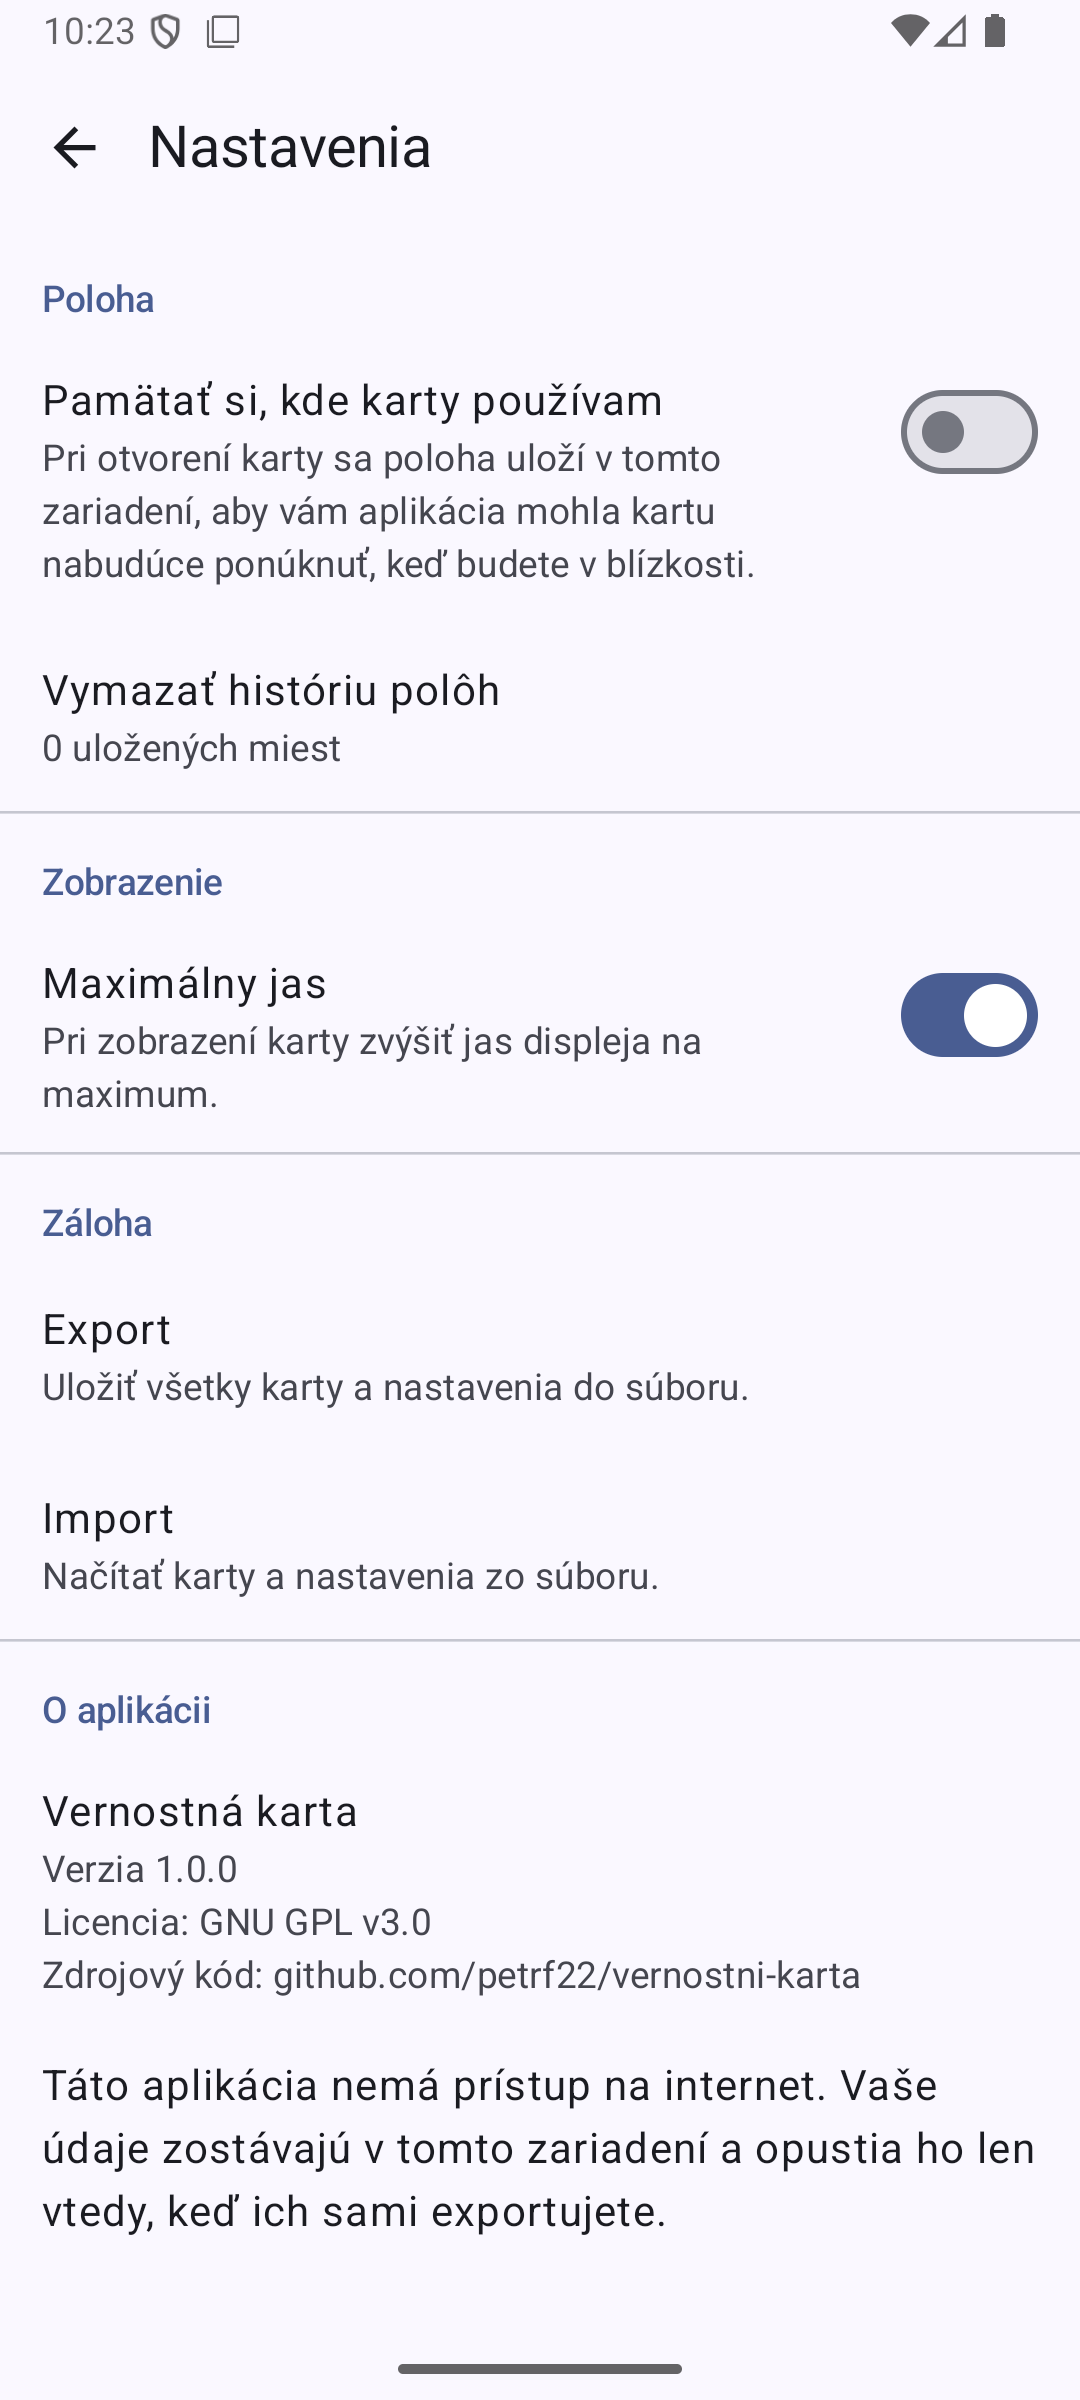 10:23
Nastavenia
Poloha
Pamätať si, kde karty používam
Pri otvorení karty sa poloha uloží v tomto
zariadení, aby vám aplikácia mohla kartu
nabudúce ponúknuť, keď budete v blízkosti.
Vymazať históriu polôh
0 uložených miest
Zobrazenie
Maximálny jas
Pri zobrazení karty zvýšiť jas displeja na
maximum.
Záloha
Export
Uložiť všetky karty a nastavenia do súboru.
Import
Načítať karty a nastavenia zo súboru.
O aplikácii
Vernostná karta
Verzia 1.0.0
Licencia: GNU GPL v3.0
Zdrojový kód: github.com/petrf22/vernostni-karta
Táto aplikácia nemá prístup na internet. Vaše
údaje zostávajú v tomto zariadení a opustia ho len
vtedy, keď ich sami exportujete.